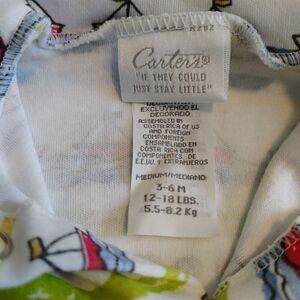 Carter's®
"IF THEY COULD
JUST STAY LITTLE"
EXCLUYENDO EL
DECORADO
ASSEMBLED IN
COSTA RICA OF US
AND FOREIGN
COMPONENTS
ENSAMBLADO EN
COSTA RICA CON
COMPONENTES DE
E.E.U.U. Y EXTRANJEROS
MEDIUM/MEDIANO
3-6 M
12-18 LBS.
5.5-8.2 Kg